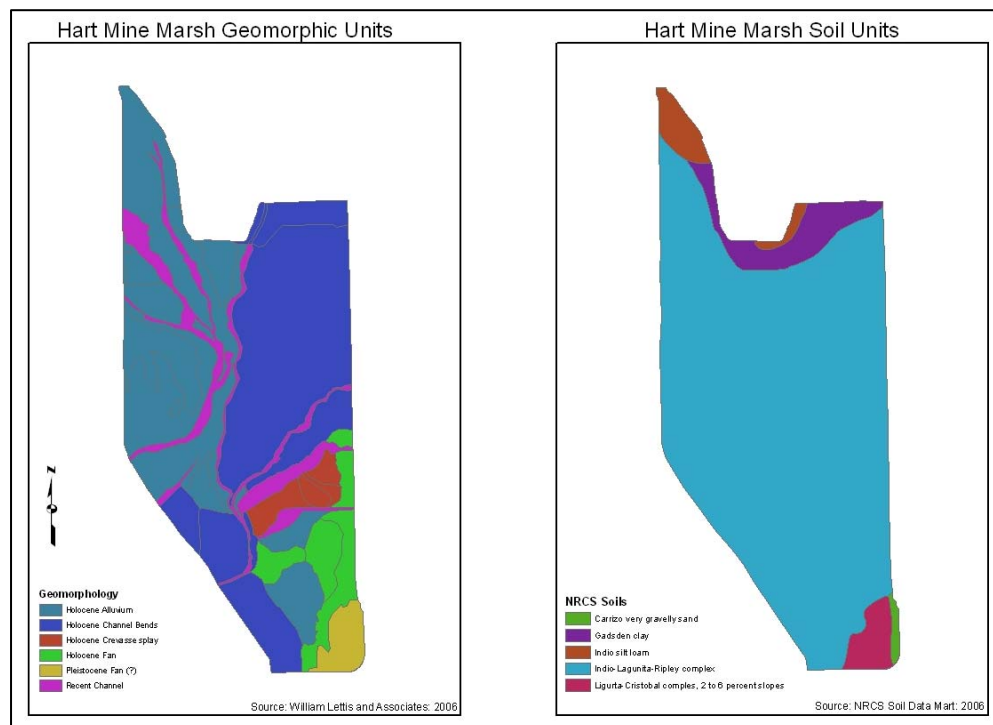 Hart Mine Marsh Geomorphic Units
N
Geomorphology
Holocene Alluvium
Holocene Channel Bends
Holocene Crevasse splay
Holocene Fan
Pleistocene Fan (?)
Recent Channel
Source: William Lettis and Associates: 2006
Hart Mine Marsh Soil Units
NRCS Soils
Carrizo very gravelly sand
Gadsden clay
Indio silt loam
Indio-Lagunita-Ripley complex
Ligurta-Cristobal comples, 2 to 6 percent slopes
Source: NRCS Soil Data Mart: 2006